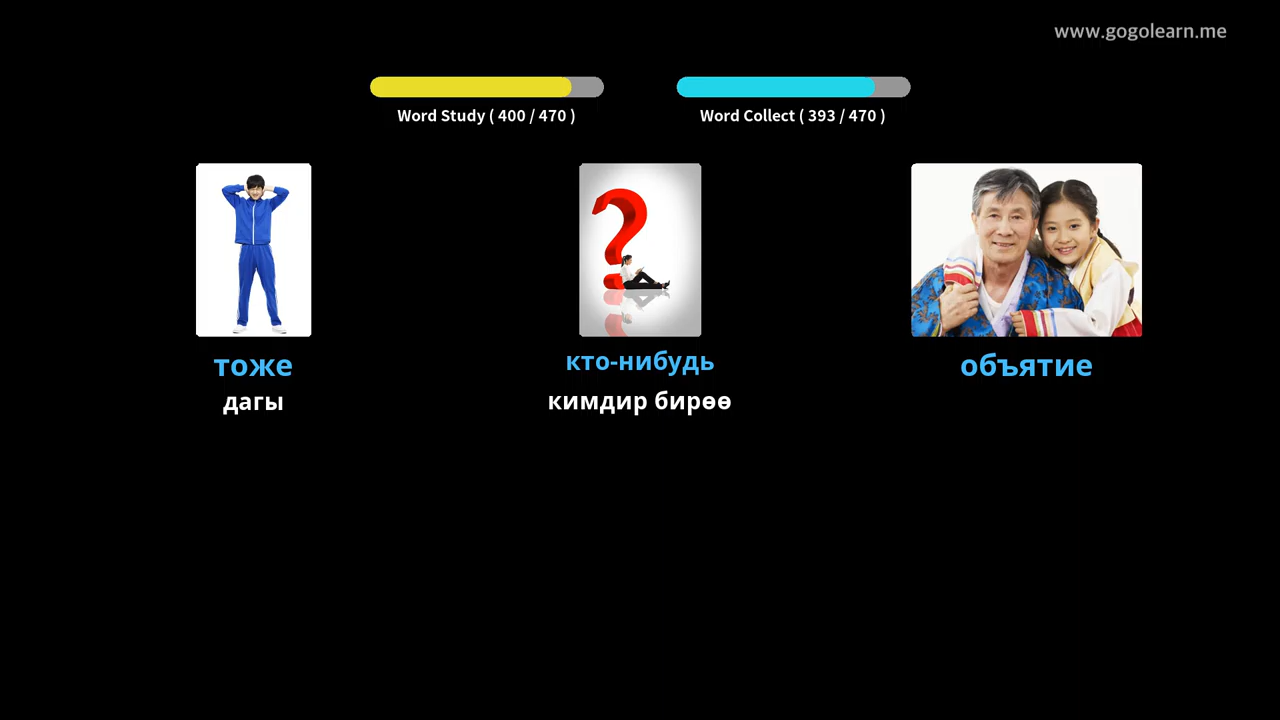 www.gogolearn.me
Word Study ( 400 / 470 )
Word Collect ( 393 / 470 )
тоже
дагы
кто-нибудь
кимдир бирөө
объятие